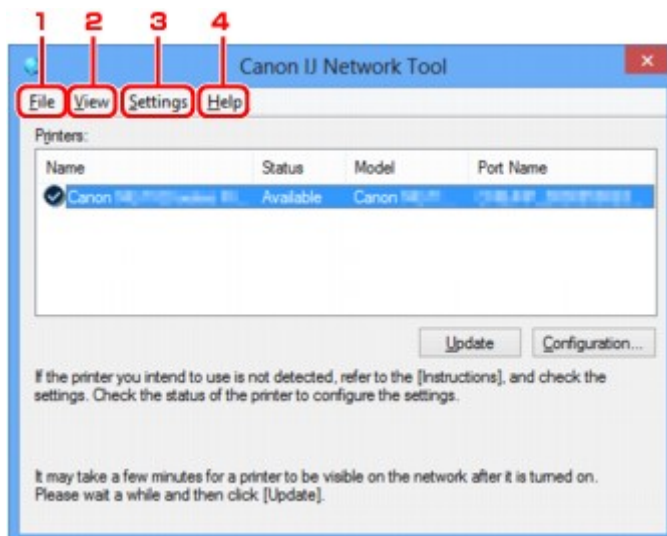 1 2 3 4
Canon IJ Network Tool
File View Settings Help
Printers:
Name Status Model Port Name
Canon Available Canon
Update Configuration...
If the printer you intend to use is not detected, refer to the [Instructions], and check the
settings. Check the status of the printer to configure the settings.
It may take a few minutes for a printer to be visible on the network after it is turned on.
Please wait a while and then click [Update].